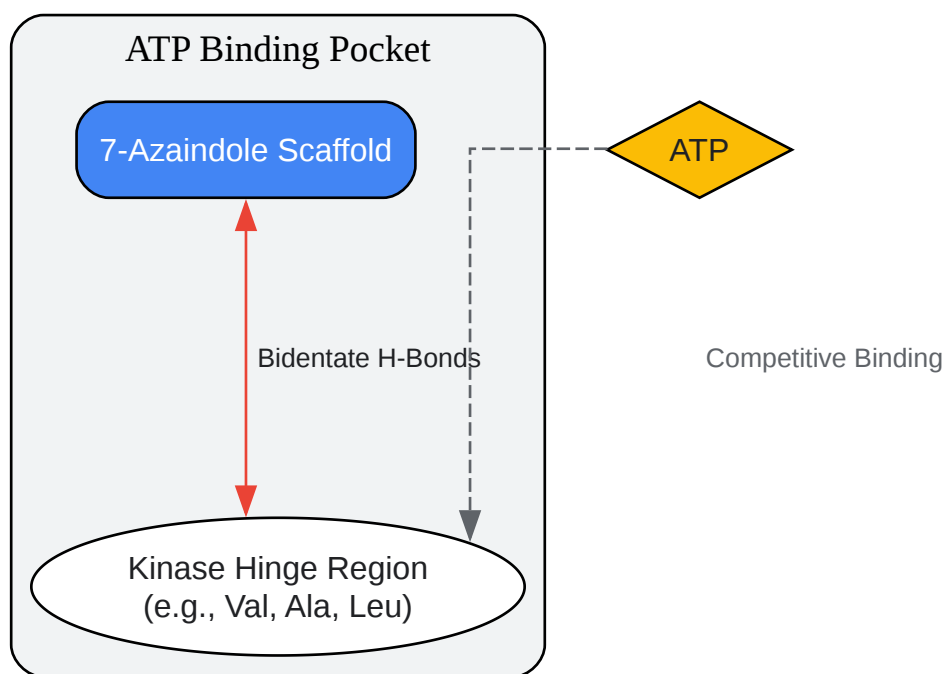 ATP Binding Pocket
7-Azaindole Scaffold
ATP
Bidentate H-Bonds
Competitive Binding
Kinase Hinge Region
(e.g., Val, Ala, Leu)